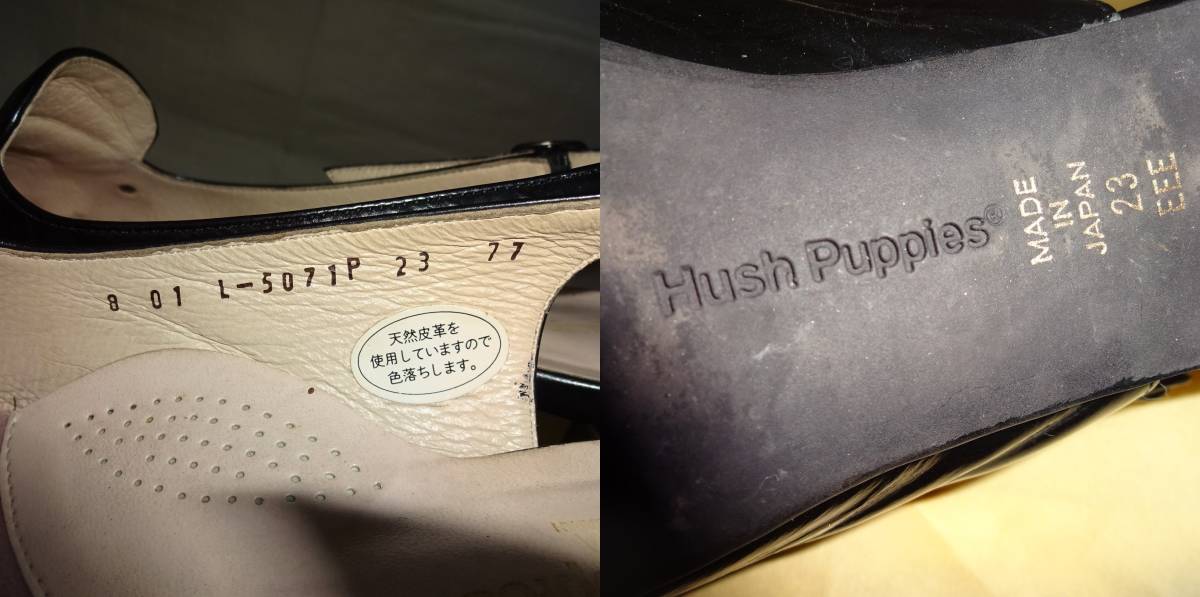 8 01 L-5071P 23 77
天然皮革を
使用していますので
色落ちします。
Hush Puppies®
MADE
IN
JAPAN
23
EEE